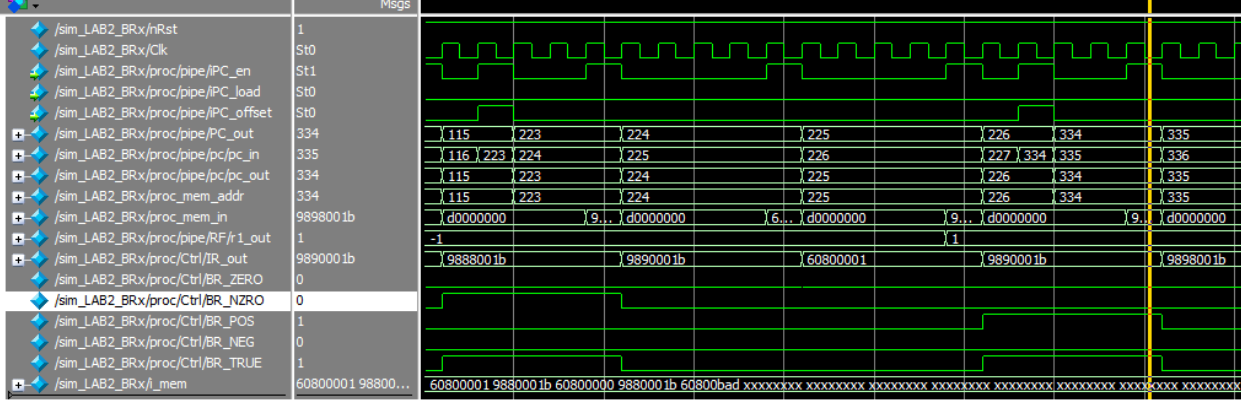 Msgs
/sim_LAB2_BRx/nRst 1
/sim_LAB2_BRx/Clk St0
/sim_LAB2_BRx/proc/pipe/iPC_en St1
/sim_LAB2_BRx/proc/pipe/iPC_load St0
/sim_LAB2_BRx/proc/pipe/iPC_offset St0
/sim_LAB2_BRx/proc/pipe/PC_out 334 115 223 224 225 226 334 335
/sim_LAB2_BRx/proc/pipe/pc/pc_in 335 116 223 224 225 226 227 334 335 336
/sim_LAB2_BRx/proc/pipe/pc/pc_out 334 115 223 224 225 226 334 335
/sim_LAB2_BRx/proc_mem_addr 334 115 223 224 225 226 334 335
/sim_LAB2_BRx/proc_mem_in 9898001b d0000000 9... d0000000 6... d0000000 9... d0000000 9... d0000000
/sim_LAB2_BRx/proc/pipe/RF/r1_out 1 -1 1
/sim_LAB2_BRx/proc/Ctrl/IR_out 9890001b 9888001b 9890001b 60800001 9890001b 9898001b
/sim_LAB2_BRx/proc/Ctrl/BR_ZERO 0
/sim_LAB2_BRx/proc/Ctrl/BR_NZRO 0
/sim_LAB2_BRx/proc/Ctrl/BR_POS 1
/sim_LAB2_BRx/proc/Ctrl/BR_NEG 0
/sim_LAB2_BRx/proc/Ctrl/BR_TRUE 1
/sim_LAB2_BRx/i_mem 60800001 98800... 60800001 9880001b 60800000 9880001b 60800bad xxxxxxxx xxxxxxxx xxxxxxxx xxxxxxxx xxxxxxxx xxxxxxxx xxxxxxxx xxxxxxxx xxxxxxxx